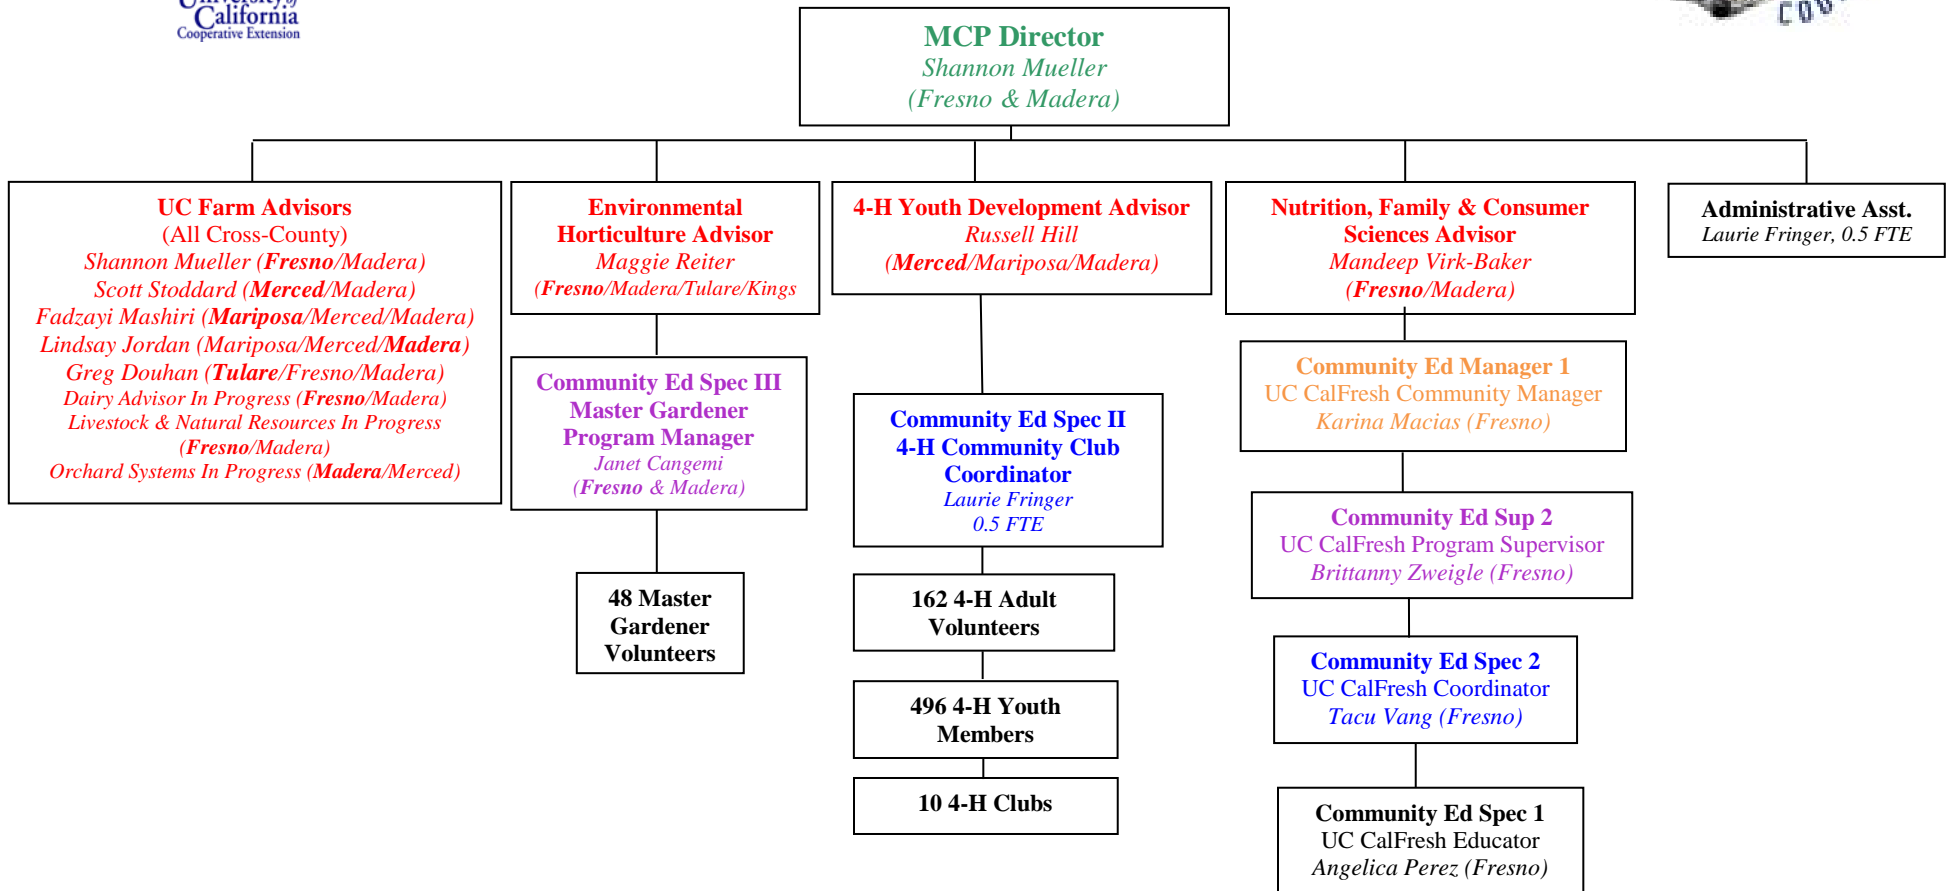 University of
California
Cooperative Extension
MCP Director
Shannon Mueller
(Fresno & Madera)
UC Farm Advisors
(All Cross-County)
Shannon Mueller (Fresno/Madera)
Scott Stoddard (Merced/Madera)
Fadzayi Mashiri (Mariposa/Merced/Madera)
Lindsay Jordan (Mariposa/Merced/Madera)
Greg Douhan (Tulare/Fresno/Madera)
Dairy Advisor In Progress (Fresno/Madera)
Livestock & Natural Resources In Progress
(Fresno/Madera)
Orchard Systems In Progress (Madera/Merced)
Environmental
Horticulture Advisor
Maggie Reiter
(Fresno/Madera/Tulare/Kings
Community Ed Spec III
Master Gardener
Program Manager
Janet Cangemi
(Fresno & Madera)
48 Master
Gardener
Volunteers
4-H Youth Development Advisor
Russell Hill
(Merced/Mariposa/Madera)
Community Ed Spec II
4-H Community Club
Coordinator
Laurie Fringer
0.5 FTE
162 4-H Adult
Volunteers
496 4-H Youth
Members
10 4-H Clubs
Nutrition, Family & Consumer
Sciences Advisor
Mandeep Virk-Baker
(Fresno/Madera)
Community Ed Manager 1
UC CalFresh Community Manager
Karina Macias (Fresno)
Community Ed Sup 2
UC CalFresh Program Supervisor
Brittanny Zweigle (Fresno)
Community Ed Spec 2
UC CalFresh Coordinator
Tacu Vang (Fresno)
Community Ed Spec 1
UC CalFresh Educator
Angelica Perez (Fresno)
Administrative Asst.
Laurie Fringer, 0.5 FTE